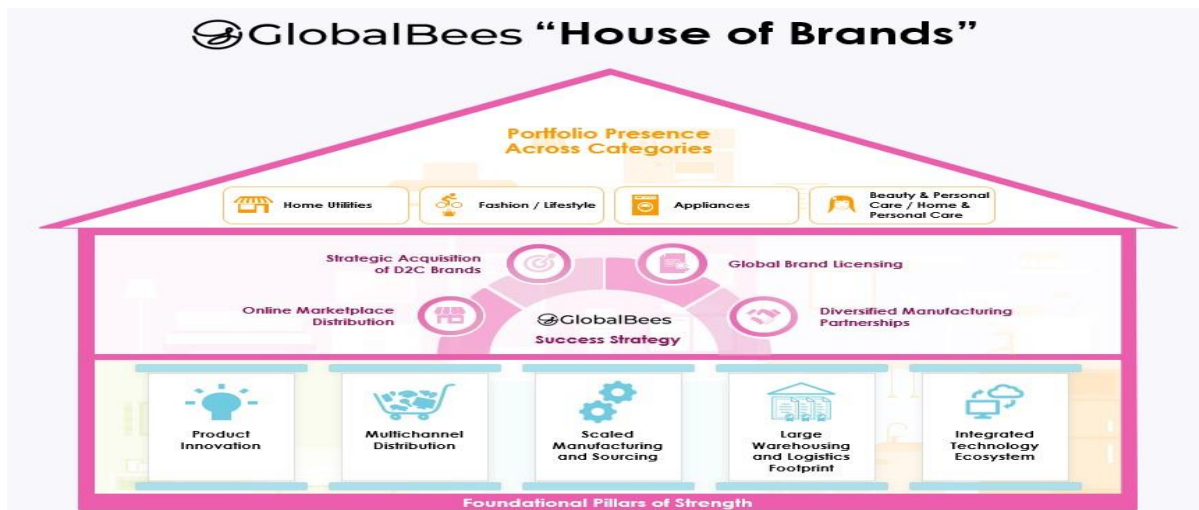 GlobalBees “House of Brands”
Portfolio Presence
Across Categories
Home Utilities
Fashion / Lifestyle
Appliances
Beauty & Personal
Care / Home &
Personal Care
Strategic Acquisition
of D2C Brands
Global Brand Licensing
Online Marketplace
Distribution
Diversified Manufacturing
Partnerships
GlobalBees
Success Strategy
Product
Innovation
Multichannel
Distribution
Scaled
Manufacturing
and Sourcing
Large
Warehousing
and Logistics
Footprint
Integrated
Technology
Ecosystem
Foundational Pillars of Strength